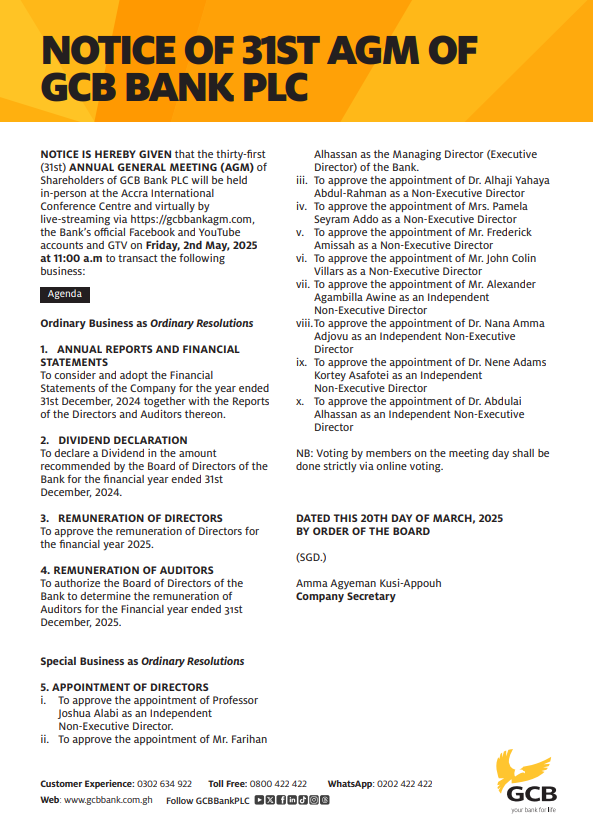 NOTICE OF 31ST AGM OF
GCB BANK PLC
NOTICE IS HEREBY GIVEN that the thirty-first
(31st) ANNUAL GENERAL MEETING (AGM) of
Shareholders of GCB Bank PLC will be held
in-person at the Accra International
Conference Centre and virtually by
live-streaming via https://gcbbankagm.com,
the Bank's official Facebook and YouTube
accounts and GTV on Friday, 2nd May, 2025
at 11:00 a.m to transact the following
business:
Agenda
Ordinary Business as Ordinary Resolutions
1. ANNUAL REPORTS AND FINANCIAL
STATEMENTS
To consider and adopt the Financial
Statements of the Company for the year ended
31st December, 2024 together with the Reports
of the Directors and Auditors thereon.
2. DIVIDEND DECLARATION
To declare a Dividend in the amount
recommended by the Board of Directors of the
Bank for the financial year ended 31st
December, 2024.
3. REMUNERATION OF DIRECTORS
To approve the remuneration of Directors for
the financial year 2025.
4. REMUNERATION OF AUDITORS
To authorize the Board of Directors of the
Bank to determine the remuneration of
Auditors for the Financial year ended 31st
December, 2025.
Special Business as Ordinary Resolutions
5. APPOINTMENT OF DIRECTORS
i. To approve the appointment of Professor
Joshua Alabi as an Independent
Non-Executive Director.
ii. To approve the appointment of Mr. Farihan
Alhassan as the Managing Director (Executive
Director) of the Bank.
iii. To approve the appointment of Dr. Alhaji Yahaya
Abdul-Rahman as a Non-Executive Director
iv. To approve the appointment of Mrs. Pamela
Seyram Addo as a Non-Executive Director
v. To approve the appointment of Mr. Frederick
Amissah as a Non-Executive Director
vi. To approve the appointment of Mr. John Colin
Villars as a Non-Executive Director
vii. To approve the appointment of Mr. Alexander
Agambilla Awine as an Independent
Non-Executive Director
viii. To approve the appointment of Dr. Nana Amma
Adjovu as an Independent Non-Executive
Director
ix. To approve the appointment of Dr. Nene Adams
Kortey Asafotei as an Independent
Non-Executive Director
x. To approve the appointment of Dr. Abdulai
Alhassan as an Independent Non-Executive
Director
NB: Voting by members on the meeting day shall be
done strictly via online voting.
DATED THIS 20TH DAY OF MARCH, 2025
BY ORDER OF THE BOARD
(SGD.)
Amma Agyeman Kusi-Appouh
Company Secretary
Customer Experience: 0302 634 922 Toll Free: 0800 422 422 WhatsApp: 0202 422 422
Web: www.gcbbank.com.gh Follow GCBBankPLC
GCB
your bank for life